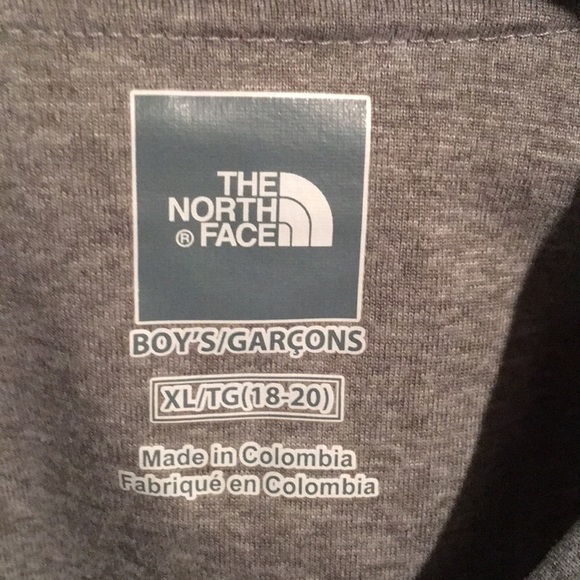 THE
NORTH
® FACE
BOY'S/GARÇONS
XL/TG(18-20)
Made in Colombia
Fabriqué en Colombia